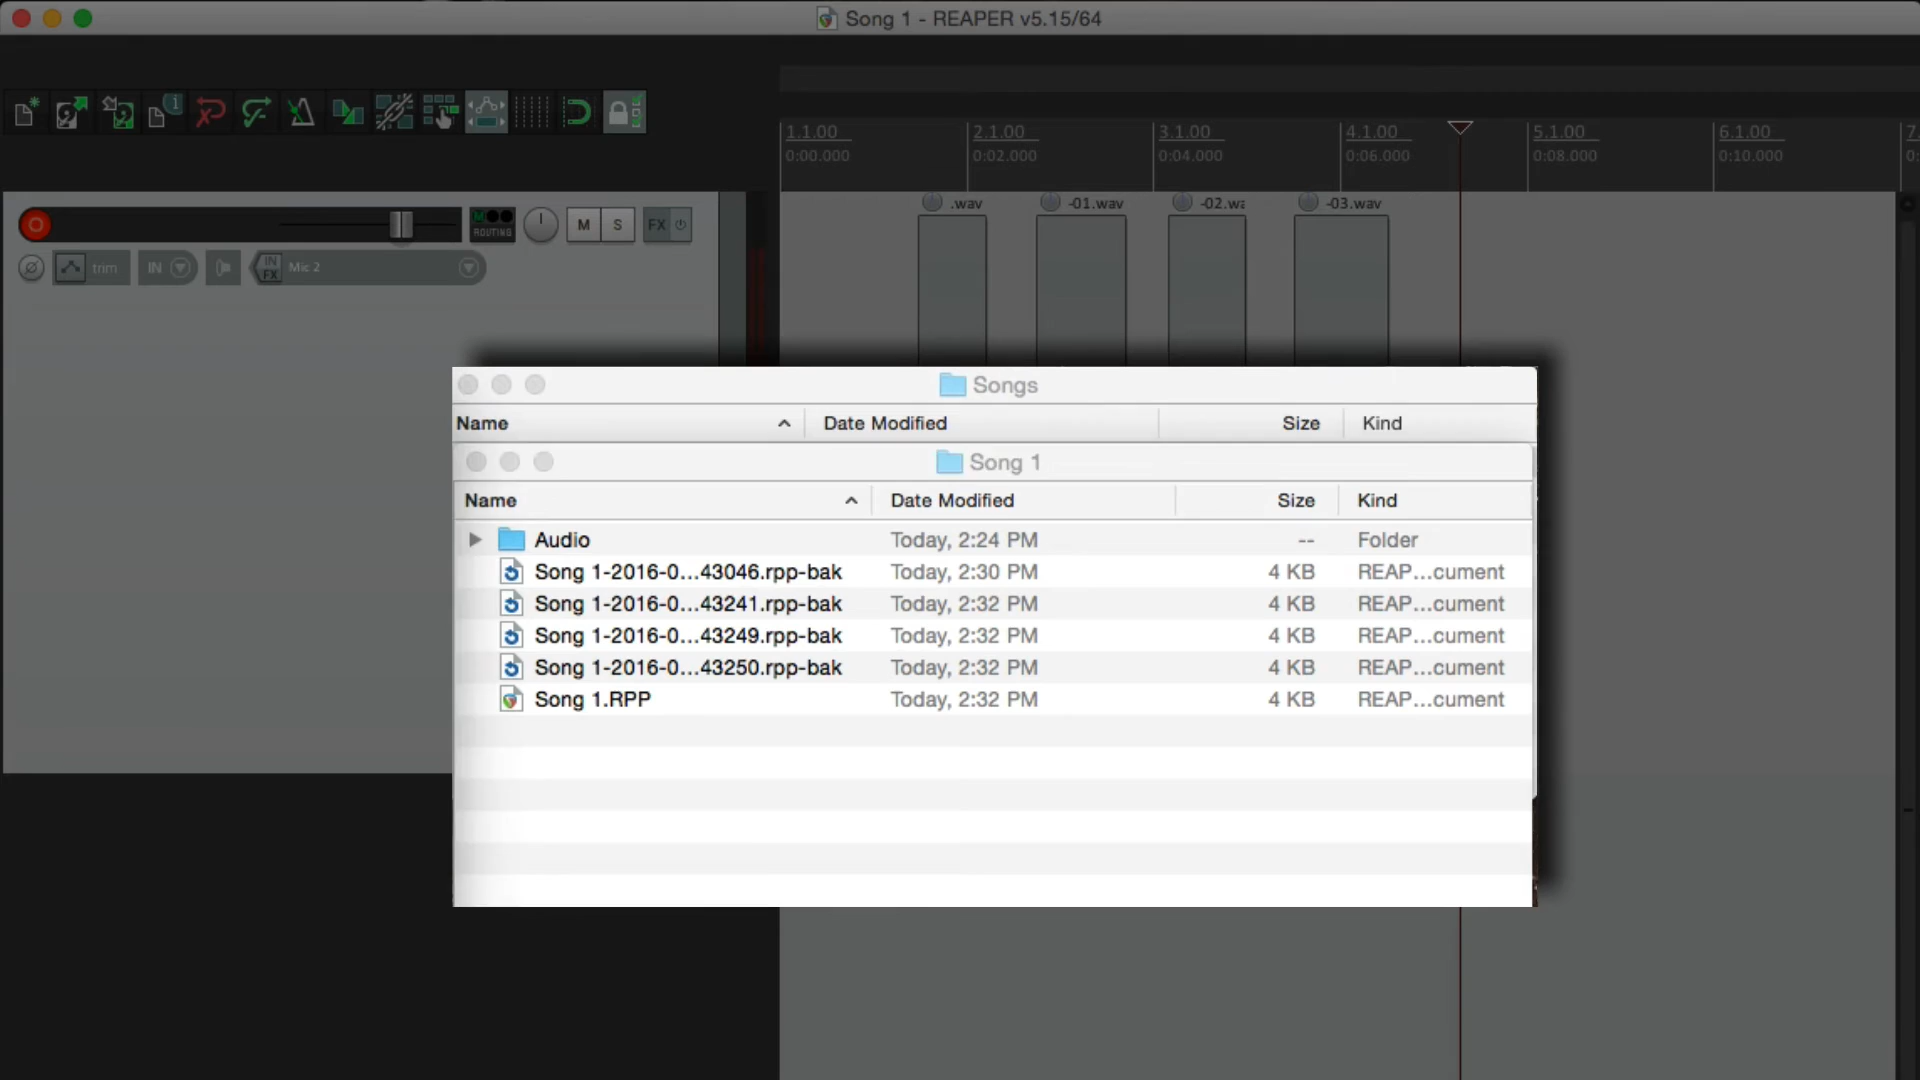 Song 1 - REAPER v5.15/64
1.1.00 2.1.00 3.1.00 4.1.00 5.1.00 6.1.00 7.
0:00.000 0:02.000 0:04.000 0:06.000 0:08.000 0:10.000 0:
.wav -01.wav -02.wa -03.wav
M ROUTING M S FX
trim IN IN FX Mic 2
Songs
Name Date Modified Size Kind
Song 1
Name Date Modified Size Kind
Audio Today, 2:24 PM -- Folder
Song 1-2016-0...43046.rpp-bak Today, 2:30 PM 4 KB REAP...cument
Song 1-2016-0...43241.rpp-bak Today, 2:32 PM 4 KB REAP...cument
Song 1-2016-0...43249.rpp-bak Today, 2:32 PM 4 KB REAP...cument
Song 1-2016-0...43250.rpp-bak Today, 2:32 PM 4 KB REAP...cument
Song 1.RPP Today, 2:32 PM 4 KB REAP...cument